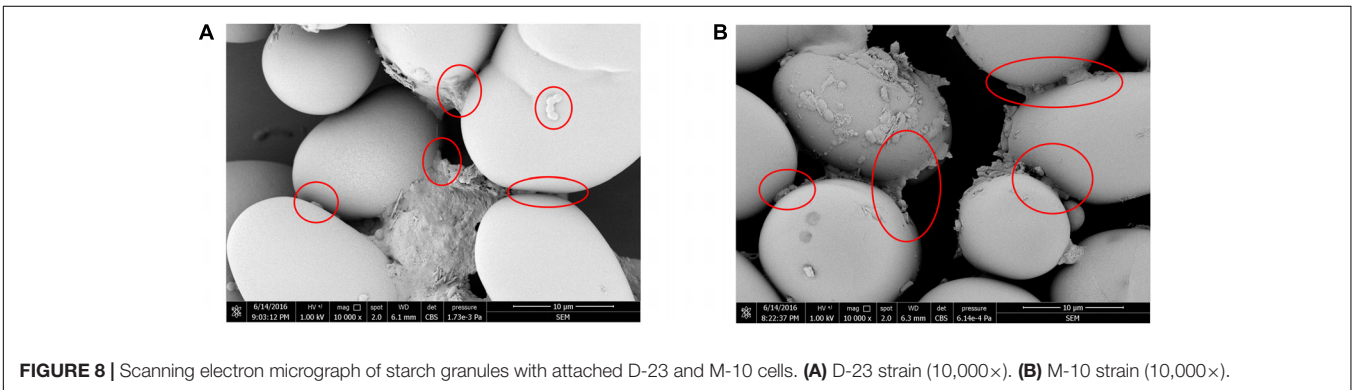 A
B
6/14/2016 HV mag □ spot WD det pressure 10 µm
9:03:12 PM 1.00 kV 10 000 x 2.0 6.1 mm CBS 1.73e-3 Pa SEM
6/14/2016 HV mag □ spot WD det pressure 10 µm
8:22:37 PM 1.00 kV 10 000 x 2.0 6.3 mm CBS 6.14e-4 Pa SEM
FIGURE 8 | Scanning electron micrograph of starch granules with attached D-23 and M-10 cells. (A) D-23 strain (10,000×). (B) M-10 strain (10,000×).